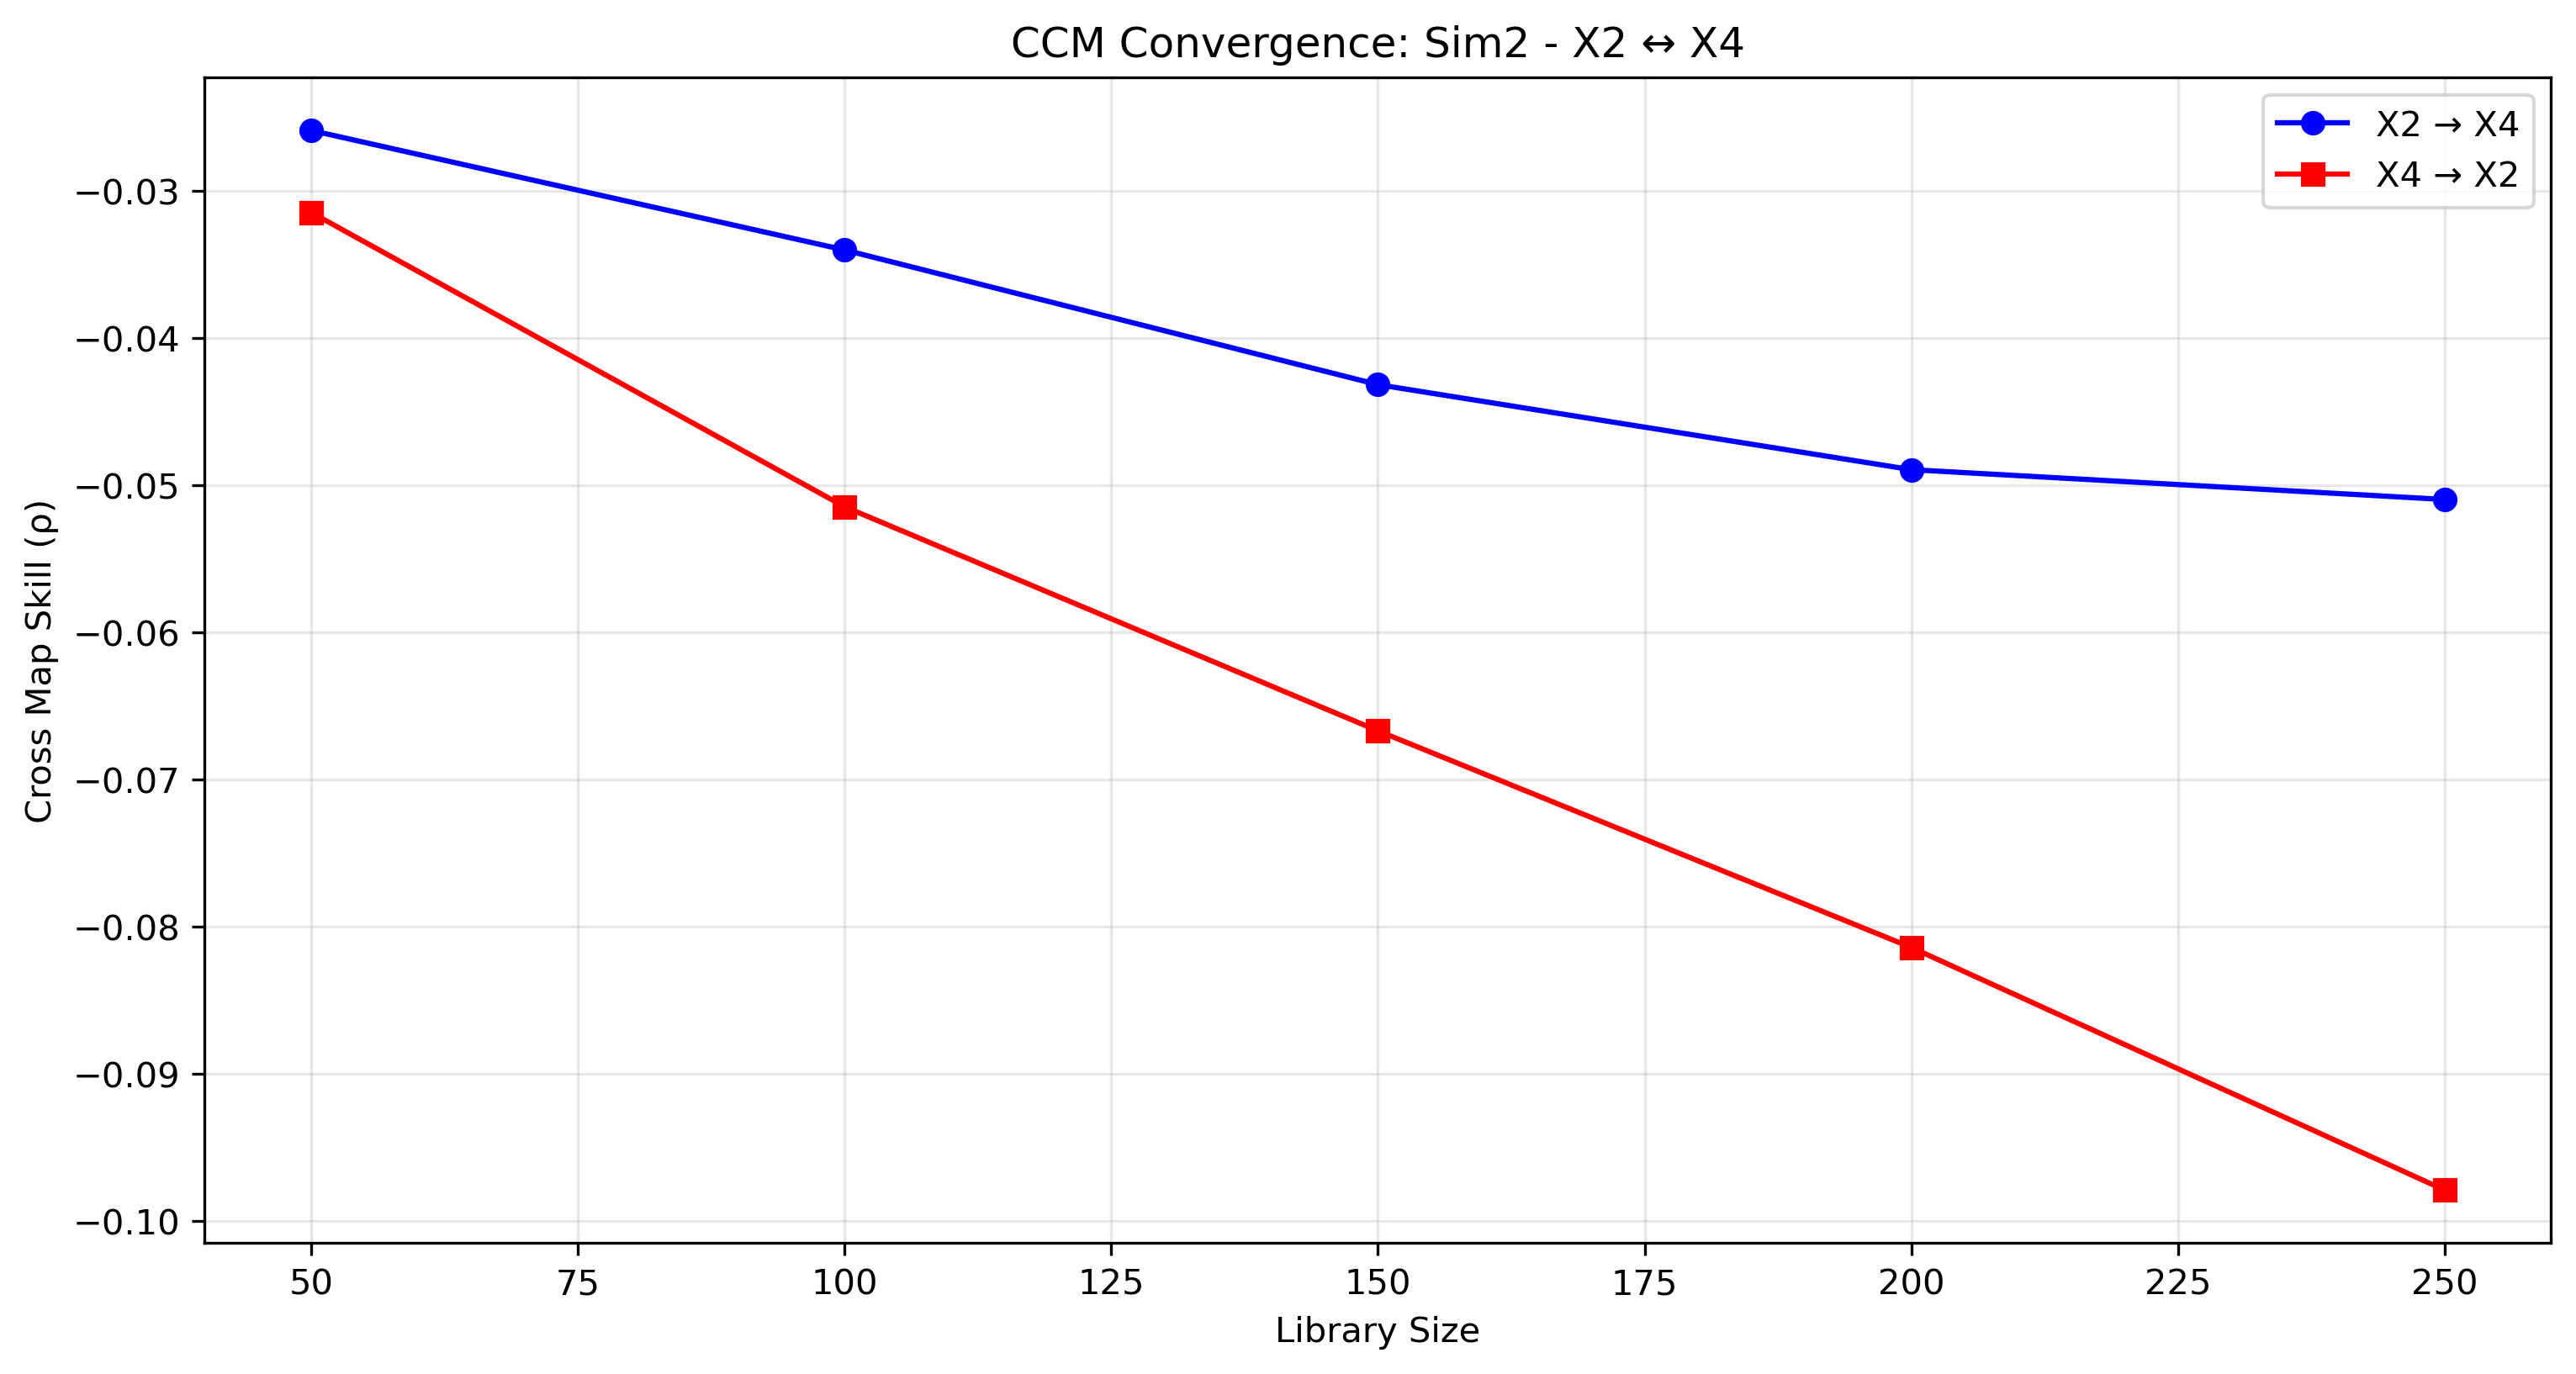 CCM Convergence: Sim2 - X2 ↔ X4
X2 → X4
X4 → X2
Cross Map Skill (ρ)
−0.03
−0.04
−0.05
−0.06
−0.07
−0.08
−0.09
−0.10
50 75 100 125 150 175 200 225 250
Library Size